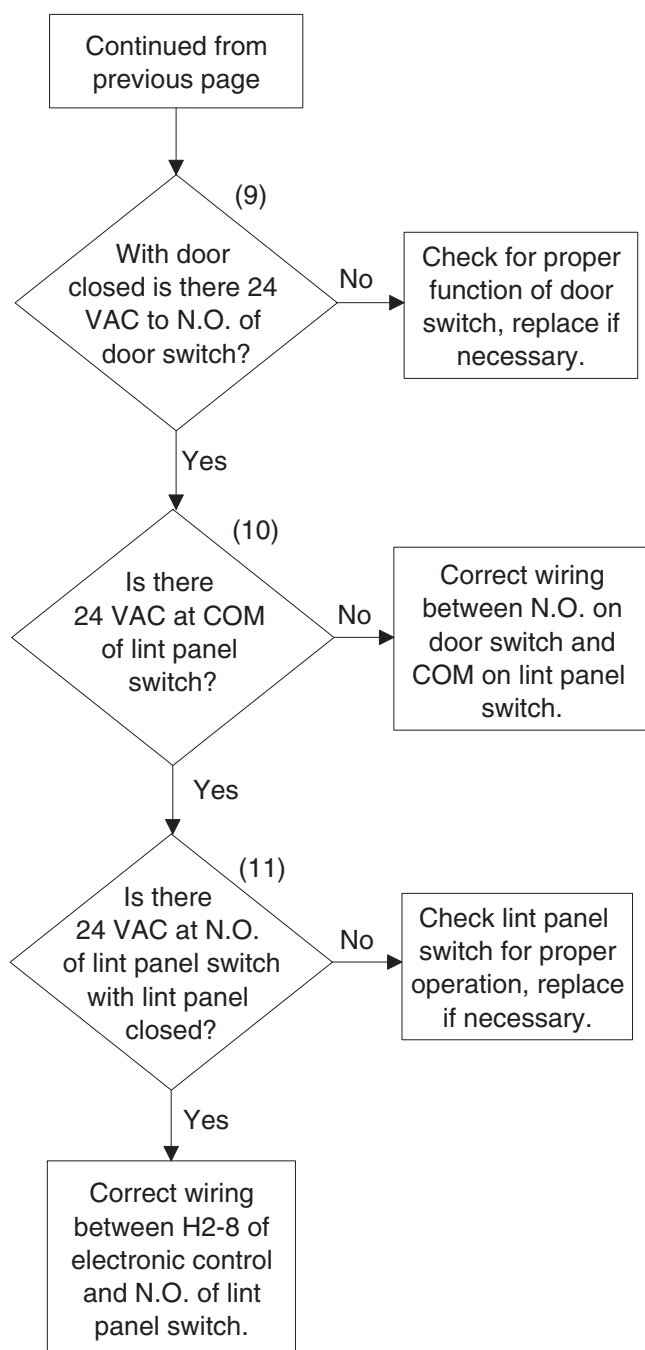 Continued from
previous page
(9)
With door
closed is there 24
VAC to N.O. of
door switch?
No
Check for proper
function of door
switch, replace if
necessary.
Yes
(10)
Is there
24 VAC at COM
of lint panel
switch?
No
Correct wiring
between N.O. on
door switch and
COM on lint panel
switch.
Yes
(11)
Is there
24 VAC at N.O.
of lint panel switch
with lint panel
closed?
No
Check lint panel
switch for proper
operation, replace
if necessary.
Yes
Correct wiring
between H2-8 of
electronic control
and N.O. of lint
panel switch.